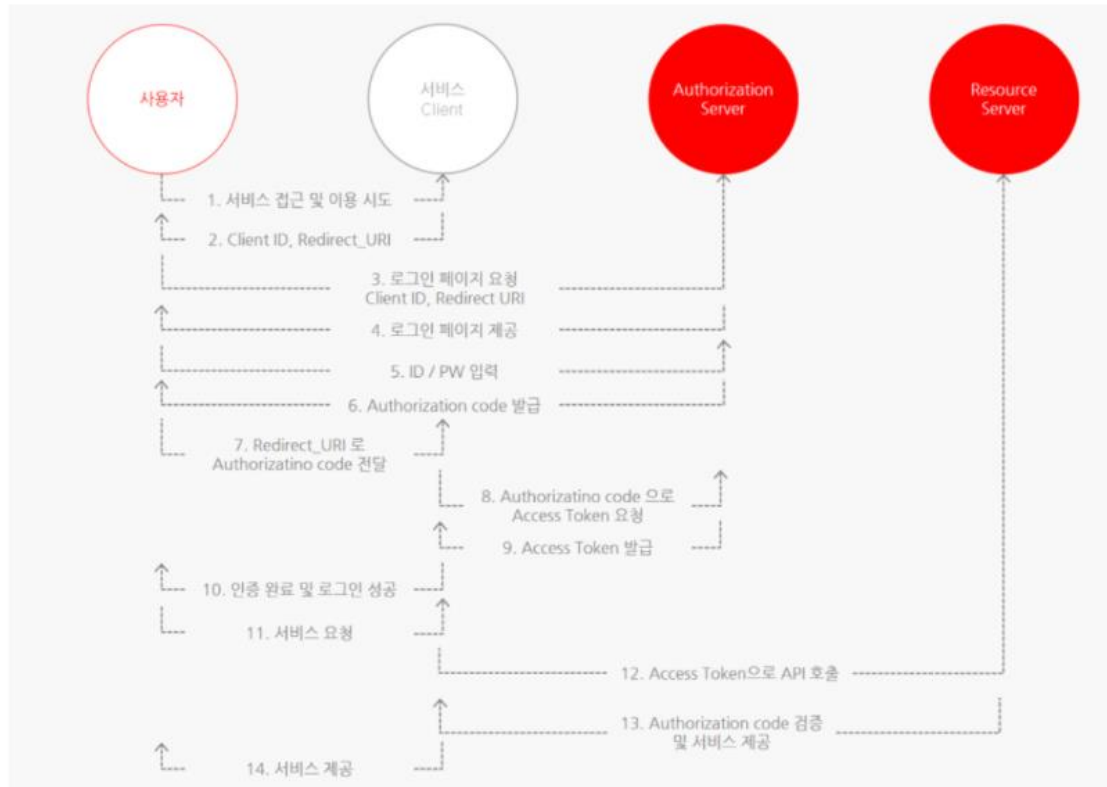 사용자
서비스
Client
Authorization
Server
Resource
Server
1. 서비스 접근 및 이용 시도
2. Client ID, Redirect_URI
3. 로그인 페이지 요청
Client ID, Redirect URI
4. 로그인 페이지 제공
5. ID / PW 입력
6. Authorization code 발급
7. Redirect_URI 로
Authorizatino code 전달
8. Authorizatino code 으로
Access Token 요청
9. Access Token 발급
10. 인증 완료 및 로그인 성공
11. 서비스 요청
12. Access Token으로 API 호출
13. Authorization code 검증
및 서비스 제공
14. 서비스 제공